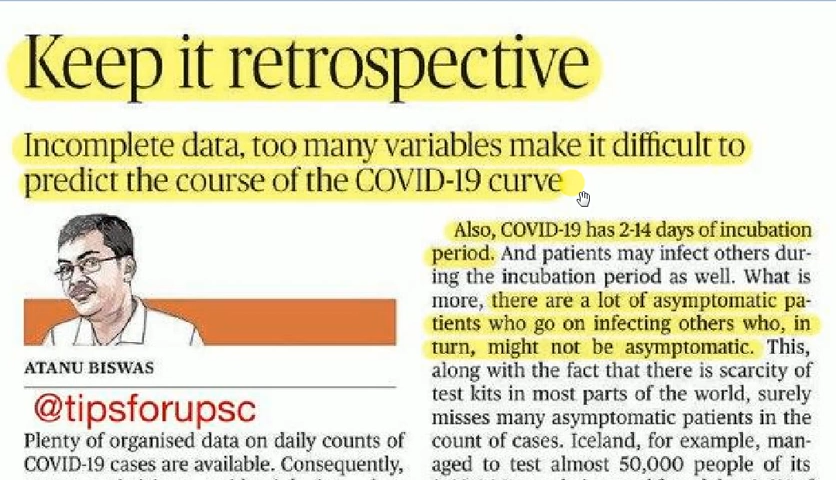 Keep it retrospective
Incomplete data, too many variables make it difficult to
predict the course of the COVID-19 curve
ATANU BISWAS
@tipsforupsc
Plenty of organised data on daily counts of
COVID-19 cases are available. Consequently,
Also, COVID-19 has 2-14 days of incubation
period. And patients may infect others dur-
ing the incubation period as well. What is
more, there are a lot of asymptomatic pa-
tients who go on infecting others who, in
turn, might not be asymptomatic. This,
along with the fact that there is scarcity of
test kits in most parts of the world, surely
misses many asymptomatic patients in the
count of cases. Iceland, for example, man-
aged to test almost 50,000 people of its